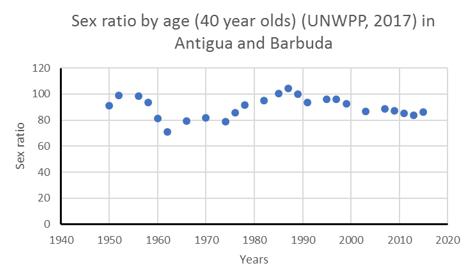 Sex ratio by age (40 year olds) (UNWPP, 2017) in
Antigua and Barbuda
120
100
80
60
40
20
0
Sex ratio
1940 1950 1960 1970 1980 1990 2000 2010 2020
Years